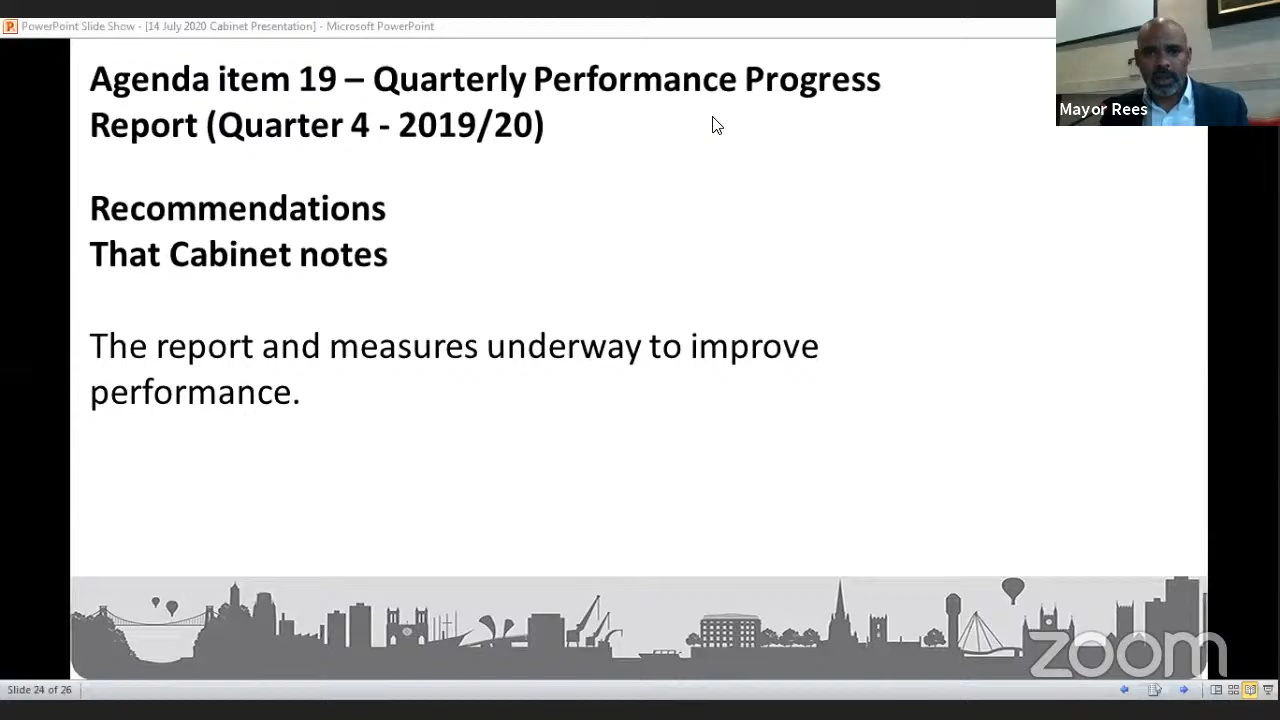 PowerPoint Slide Show - [14 July 2020 Cabinet Presentation] - Microsoft PowerPoint
Agenda item 19 – Quarterly Performance Progress
Report (Quarter 4 - 2019/20)
Mayor Rees
Recommendations
That Cabinet notes
The report and measures underway to improve
performance.
zoom
Slide 24 of 26